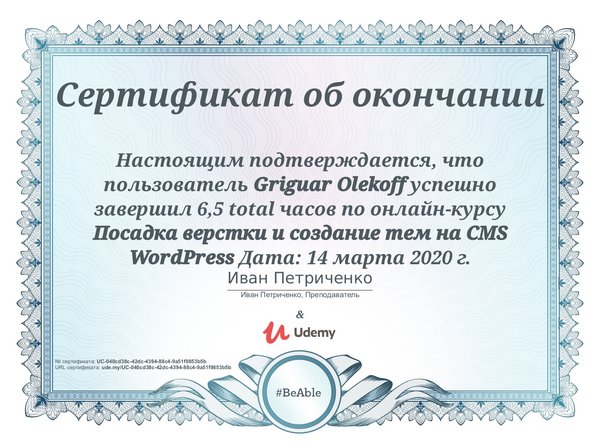 Сертификат об окончании
Настоящим подтверждается, что
пользователь Griguar Olekoff успешно
завершил 6,5 total часов по онлайн-курсу
Посадка верстки и создание тем на CMS
WordPress Дата: 14 марта 2020 г.
Иван Петриченко
Иван Петриченко, Преподаватель
&
Udemy
№ сертификата: UC-040cd38c-42dc-4394-88c4-9a51f9853b5b
URL сертификата: ude.my/UC-040cd38c-42dc-4394-88c4-9a51f9853b5b
#BeAble